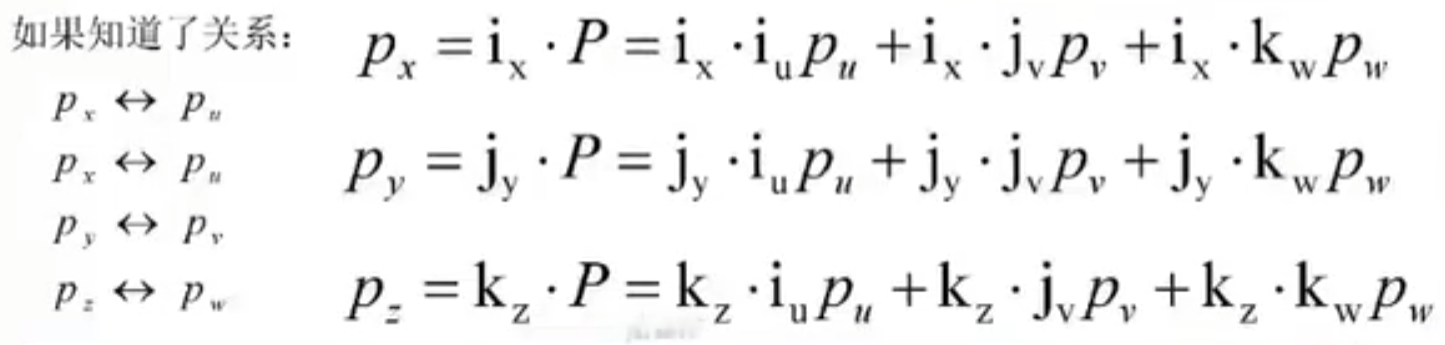 如果知道了关系：
p_x ↔ p_u
p_x ↔ p_u
p_y ↔ p_v
p_z ↔ p_w
p_x = i_x · P = i_x · i_u p_u + i_x · j_v p_v + i_x · k_w p_w
p_y = j_y · P = j_y · i_u p_u + j_y · j_v p_v + j_y · k_w p_w
p_z = k_z · P = k_z · i_u p_u + k_z · j_v p_v + k_z · k_w p_w